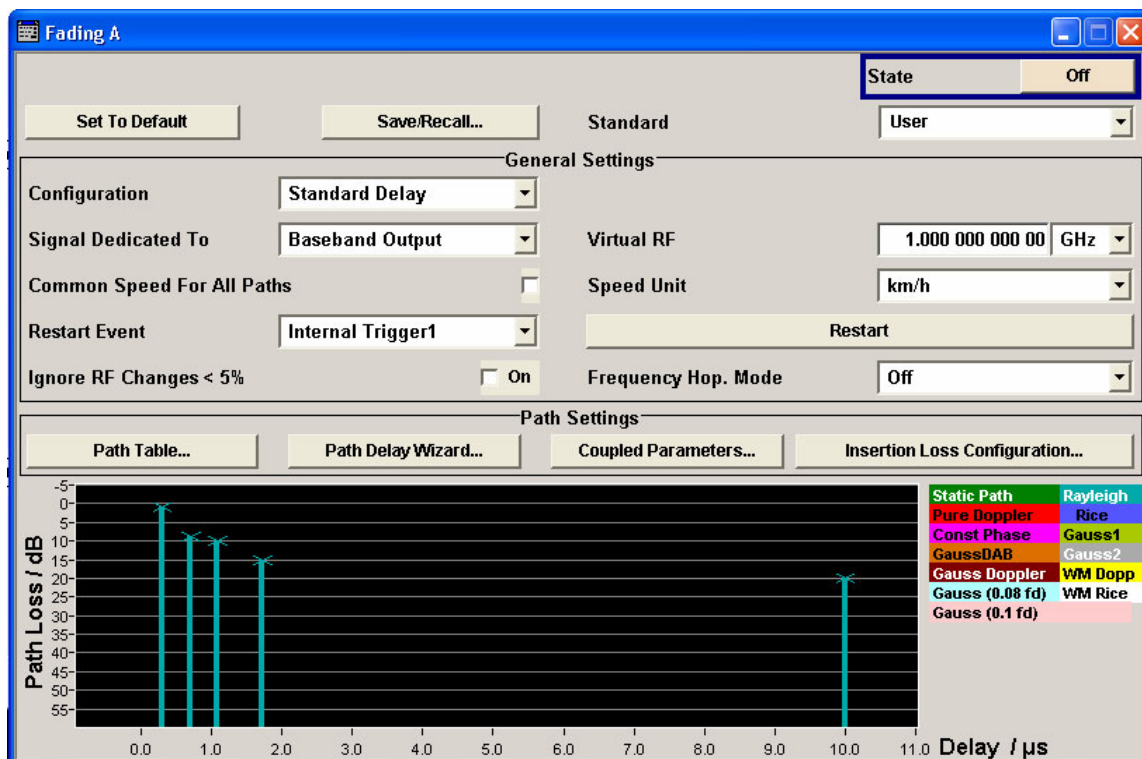 Fading A
State Off
Set To Default Save/Recall... Standard User
General Settings
Configuration Standard Delay
Signal Dedicated To Baseband Output Virtual RF 1.000 000 000 00 GHz
Common Speed For All Paths Speed Unit km/h
Restart Event Internal Trigger1 Restart
Ignore RF Changes < 5% On Frequency Hop. Mode Off
Path Settings
Path Table... Path Delay Wizard... Coupled Parameters... Insertion Loss Configuration...
Path Loss / dB
-5
0
5
10
15
20
25
30
35
40
45
50
55
Static Path Rayleigh
Pure Doppler Rice
Const Phase Gauss1
GaussDAB Gauss2
Gauss Doppler WM Dopp
Gauss (0.08 fd) WM Rice
Gauss (0.1 fd)
0.0 1.0 2.0 3.0 4.0 5.0 6.0 7.0 8.0 9.0 10.0 11.0 Delay / µs